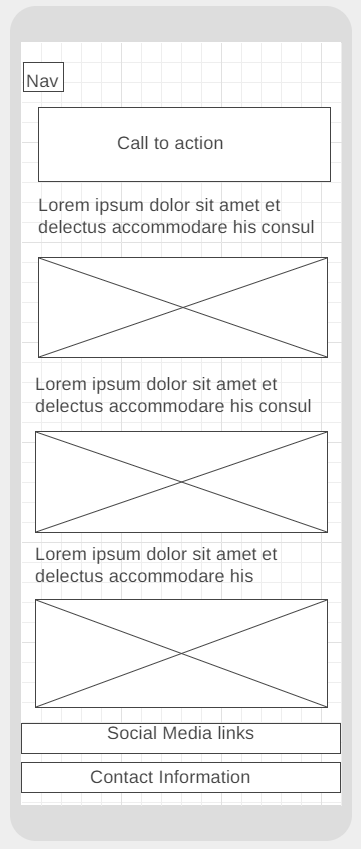 Nav
Call to action
Lorem ipsum dolor sit amet et
delectus accommodare his consul
Lorem ipsum dolor sit amet et
delectus accommodare his consul
Lorem ipsum dolor sit amet et
delectus accommodare his
Social Media links
Contact Information